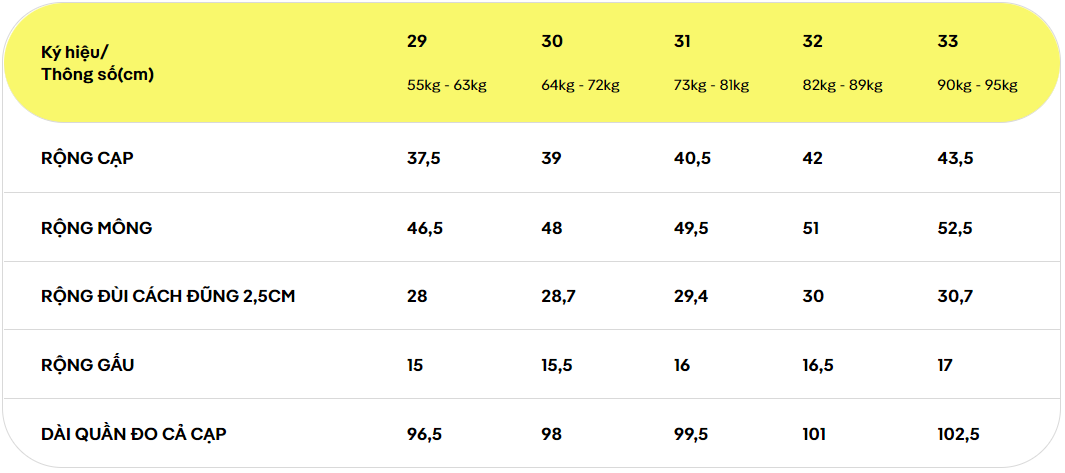 Ký hiệu/
Thông số(cm)
29 30 31 32 33
55kg - 63kg 64kg - 72kg 73kg - 81kg 82kg - 89kg 90kg - 95kg
RỘNG CẠP 37,5 39 40,5 42 43,5
RỘNG MÔNG 46,5 48 49,5 51 52,5
RỘNG ĐÙI CÁCH ĐŨNG 2,5CM 28 28,7 29,4 30 30,7
RỘNG GẤU 15 15,5 16 16,5 17
DÀI QUẦN ĐO CẢ CẠP 96,5 98 99,5 101 102,5